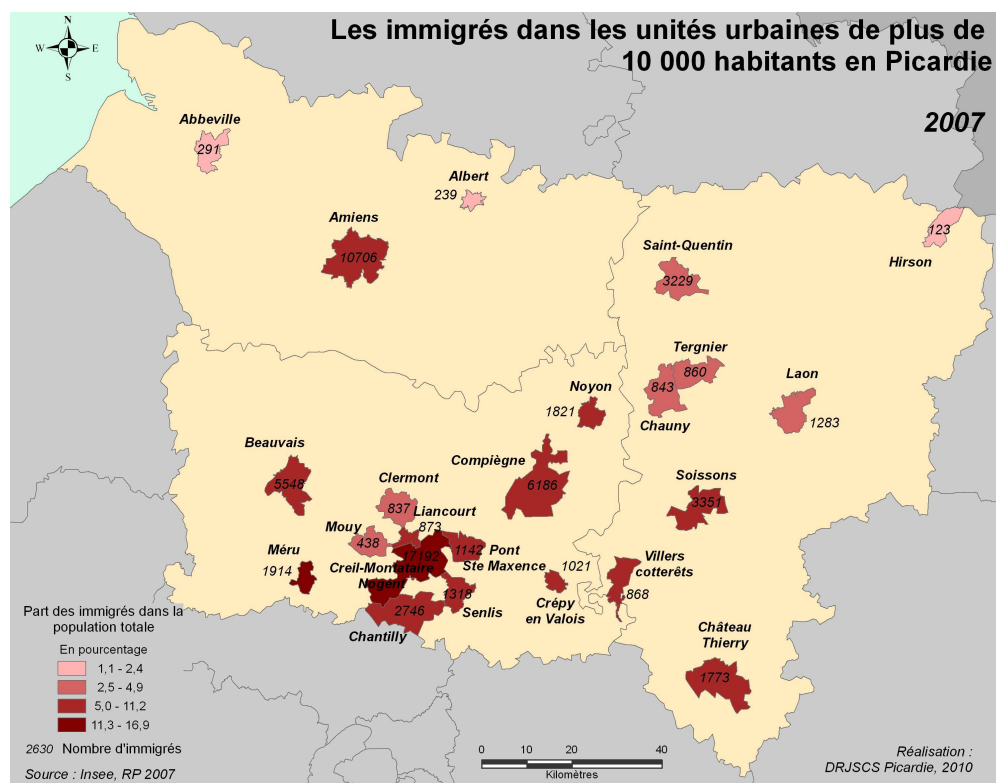 Les immigrés dans les unités urbaines de plus de
10 000 habitants en Picardie
2007
N
W
E
S
Abbeville
291
Albert
239
Amiens
10706
Saint-Quentin
3229
123
Hirson
Tergnier
860
843
Chauny
Laon
1283
Noyon
1821
Beauvais
5548
Compiègne
6186
Clermont
837
Liancourt
873
Mouy
438
Soissons
3351
Méru
1914
17192
Creil-Montataire
Nogent
1142
Pont
Ste Maxence
1021
Crépy
en Valois
Villers
cotterêts
868
1318
Senlis
2746
Chantilly
Château
Thierry
1773
Part des immigrés dans la
population totale
En pourcentage
1,1 - 2,4
2,5 - 4,9
5,0 - 11,2
11,3 - 16,9
2630 Nombre d'immigrés
Source : Insee, RP 2007
0 10 20 40
Kilomètres
Réalisation :
DRJSCS Picardie, 2010